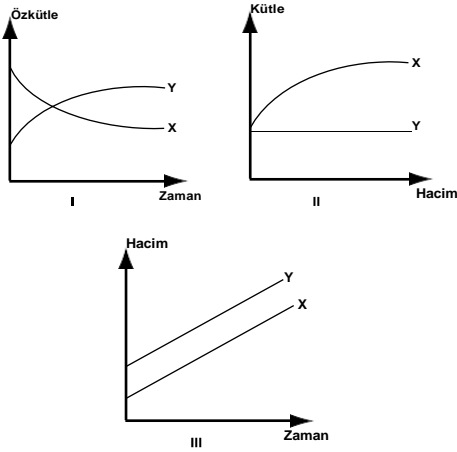 Özkütle
Y
X
Zaman
I
Kütle
X
Y
Hacim
II
Hacim
Y
X
Zaman
III